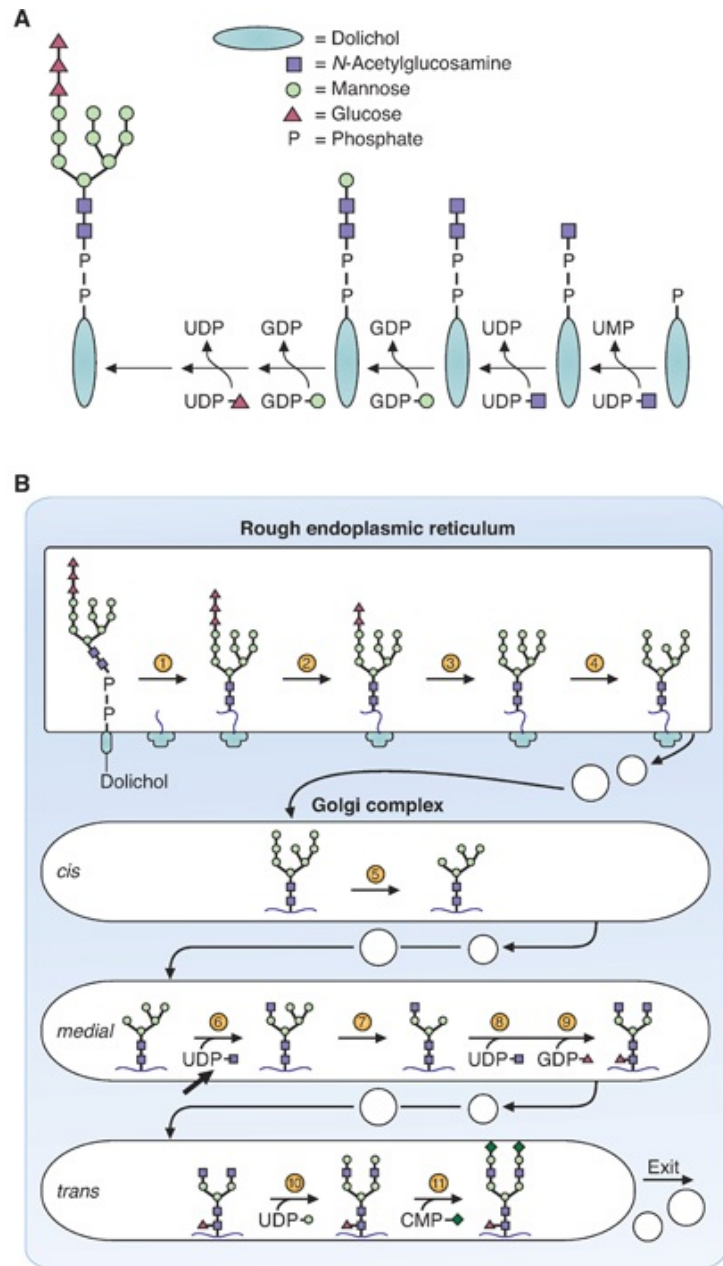 A
= Dolichol
= N-Acetylglucosamine
= Mannose
= Glucose
P = Phosphate
P
P
P
P
P
P
P
P
P
UDP GDP GDP UDP UMP
UDP GDP GDP UDP UDP
B
Rough endoplasmic reticulum
1 2 3 4
P
P
Dolichol
Golgi complex
cis
5
medial
6 7 8 9
UDP UDP GDP
trans
10 11
UDP CMP
Exit